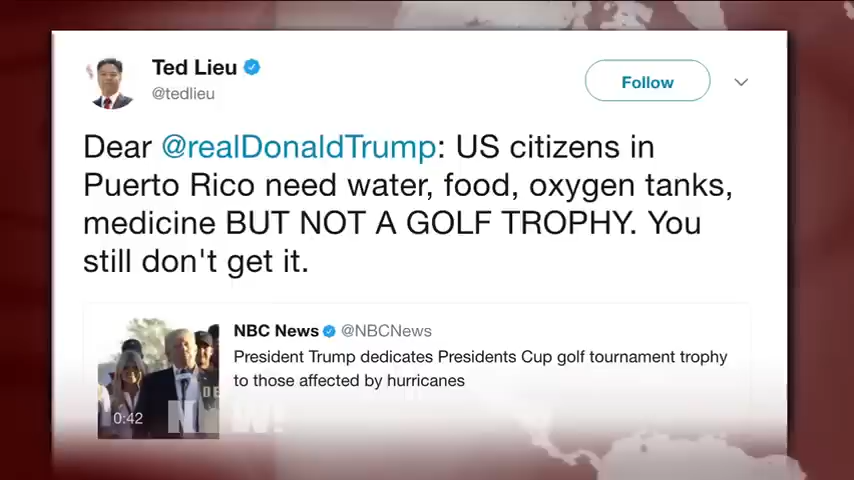 Ted Lieu
@tedlieu
Follow
Dear @realDonaldTrump: US citizens in
Puerto Rico need water, food, oxygen tanks,
medicine BUT NOT A GOLF TROPHY. You
still don't get it.
NBC News @NBCNews
President Trump dedicates Presidents Cup golf tournament trophy
to those affected by hurricanes
0:42